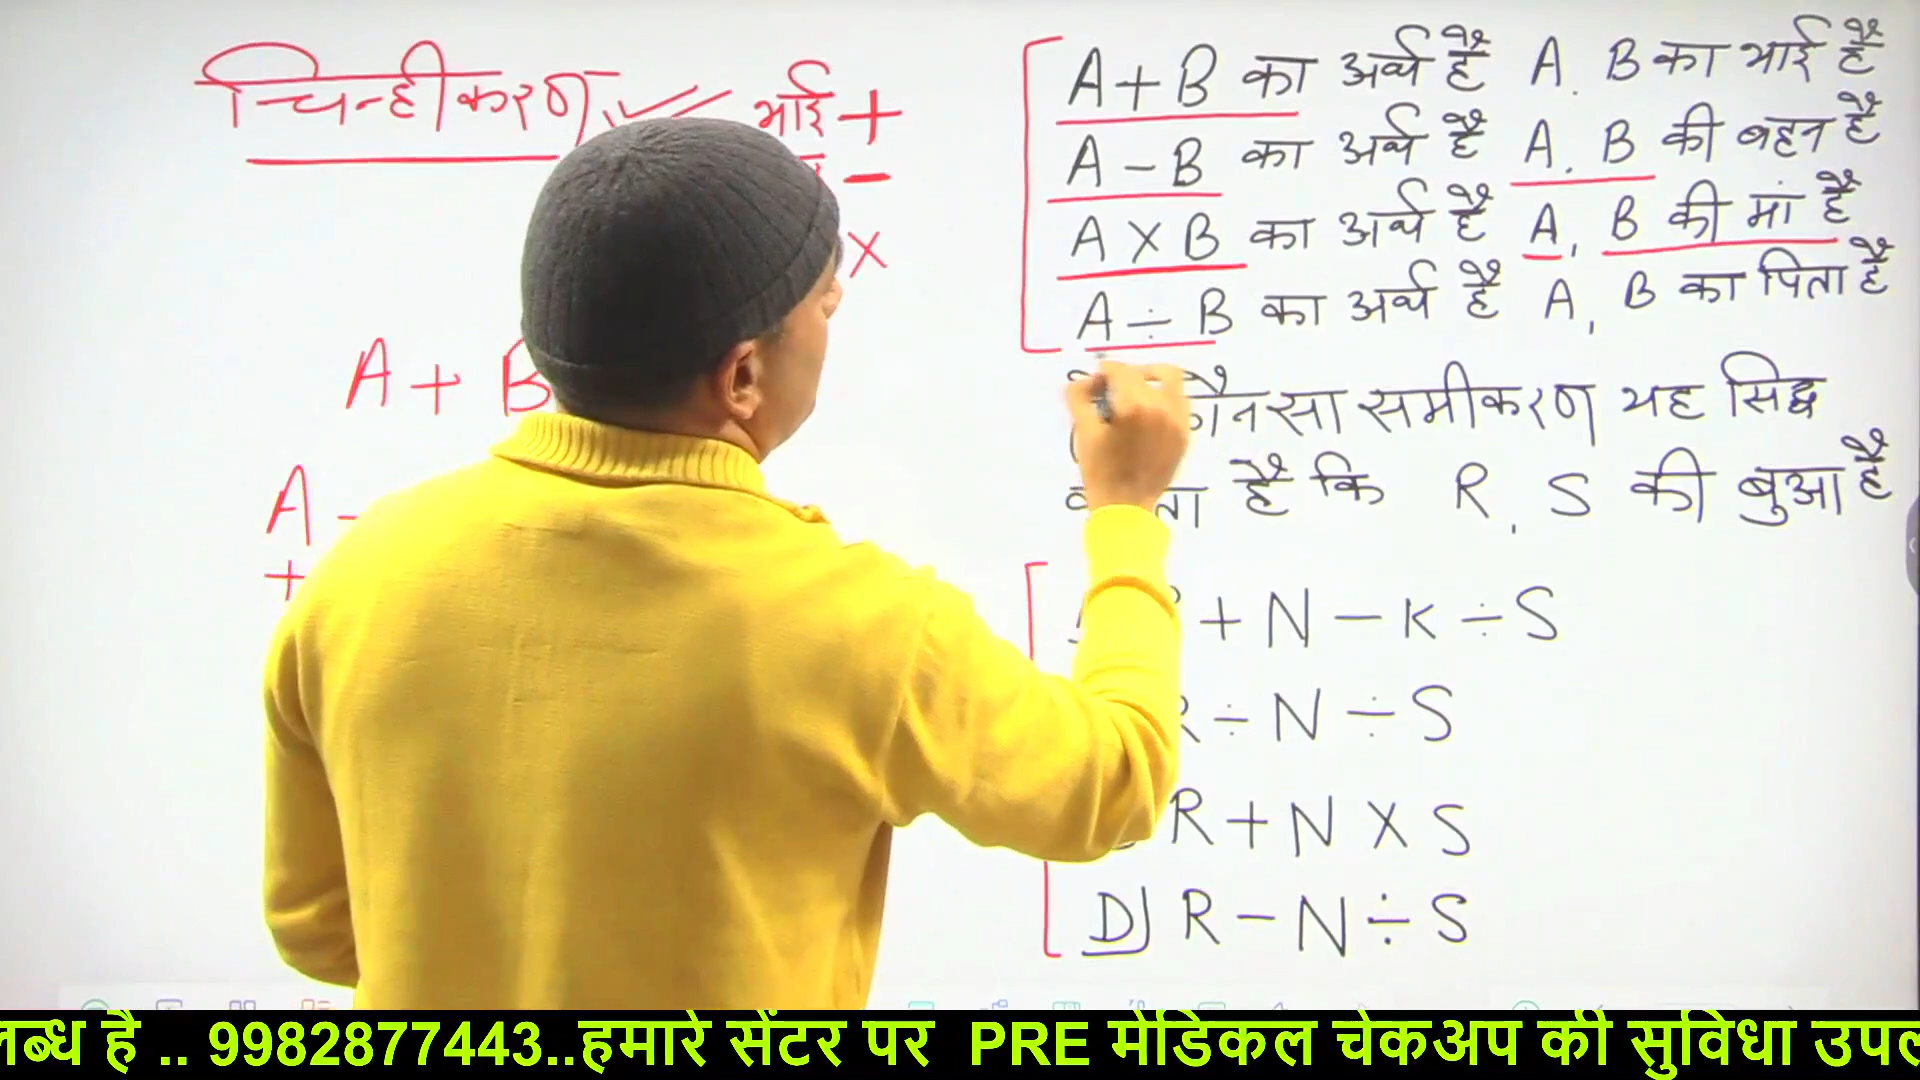 चिन्हीकरण भाई +
-
X
A + B
A -
+
A + B का अर्थ है A, B का भाई है
A - B का अर्थ है A, B की बहन है
A X B का अर्थ है A, B की मां है
A ÷ B का अर्थ है A, B का पिता है
कौनसा समीकरण यह सिद्ध
है कि R, S की बुआ है
+ N - K ÷ S
R ÷ N ÷ S
R + N X S
D) R - N ÷ S
लब्ध है .. 9982877443..हमारे सेंटर पर PRE मेडिकल चेकअप की सुविधा उपल